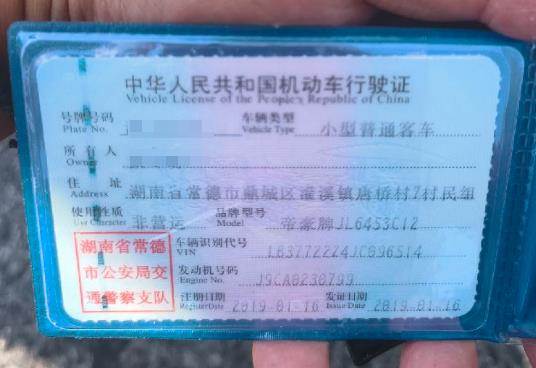 中华人民共和国机动车行驶证
Vehicle License of the People's Republic of China
号牌号码 车辆类型 小型普通客车
Plate No. Vehicle Type
所有人
Owner
住址 湖南省常德市鼎城区灌溪镇唐桥村7村民组
Address
使用性质 非营运 品牌型号 帝豪牌JL6453C12
Use Character Model
湖南省常德
市公安局交
通警察支队
车辆识别代号 L63772224JC096514
VIN
发动机号码
Engine No.
注册日期 2019-01-16 发证日期 2019-01-16
Register Date Issue Date